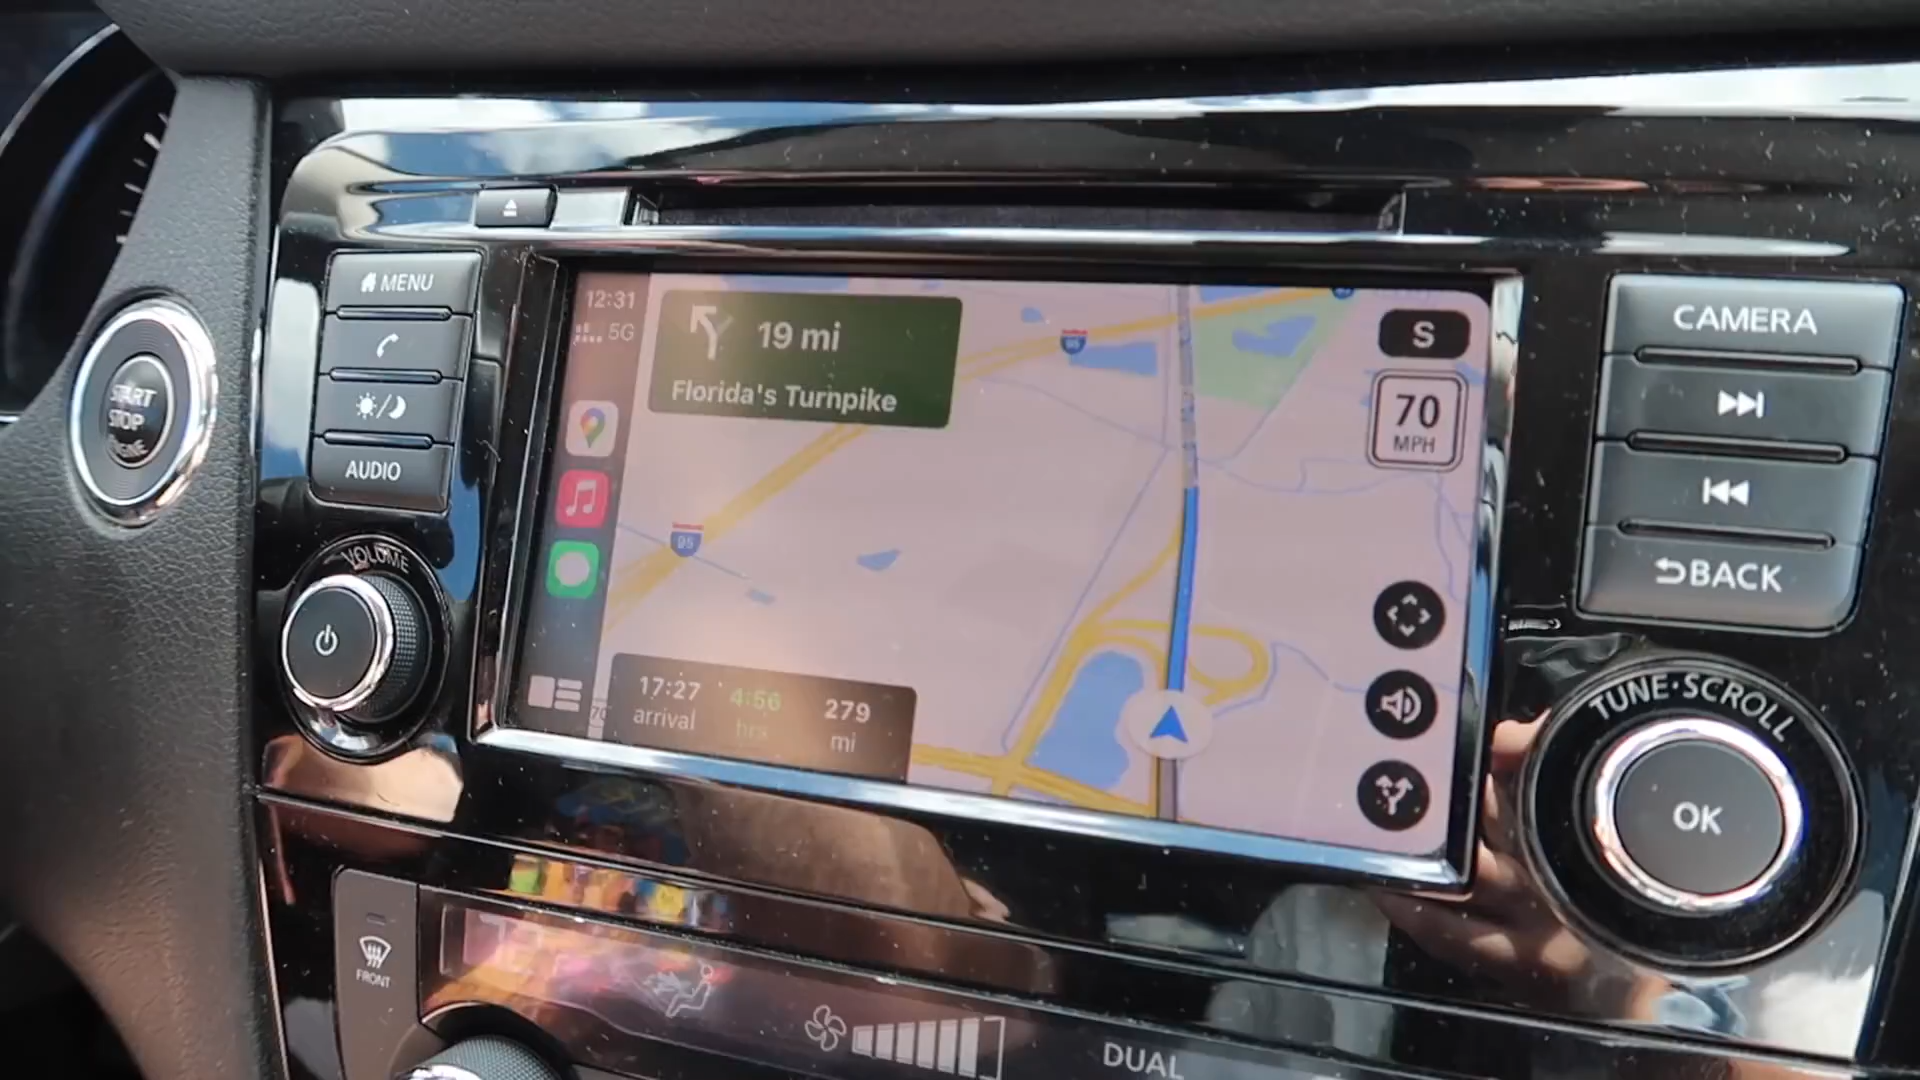 MENU
AUDIO
START
STOP
VOLUME
12:31
5G
19 mi
Florida's Turnpike
95
95
S
70
MPH
17:27
arrival
4:56
hrs
279
mi
CAMERA
BACK
TUNE·SCROLL
OK
FRONT
DUAL